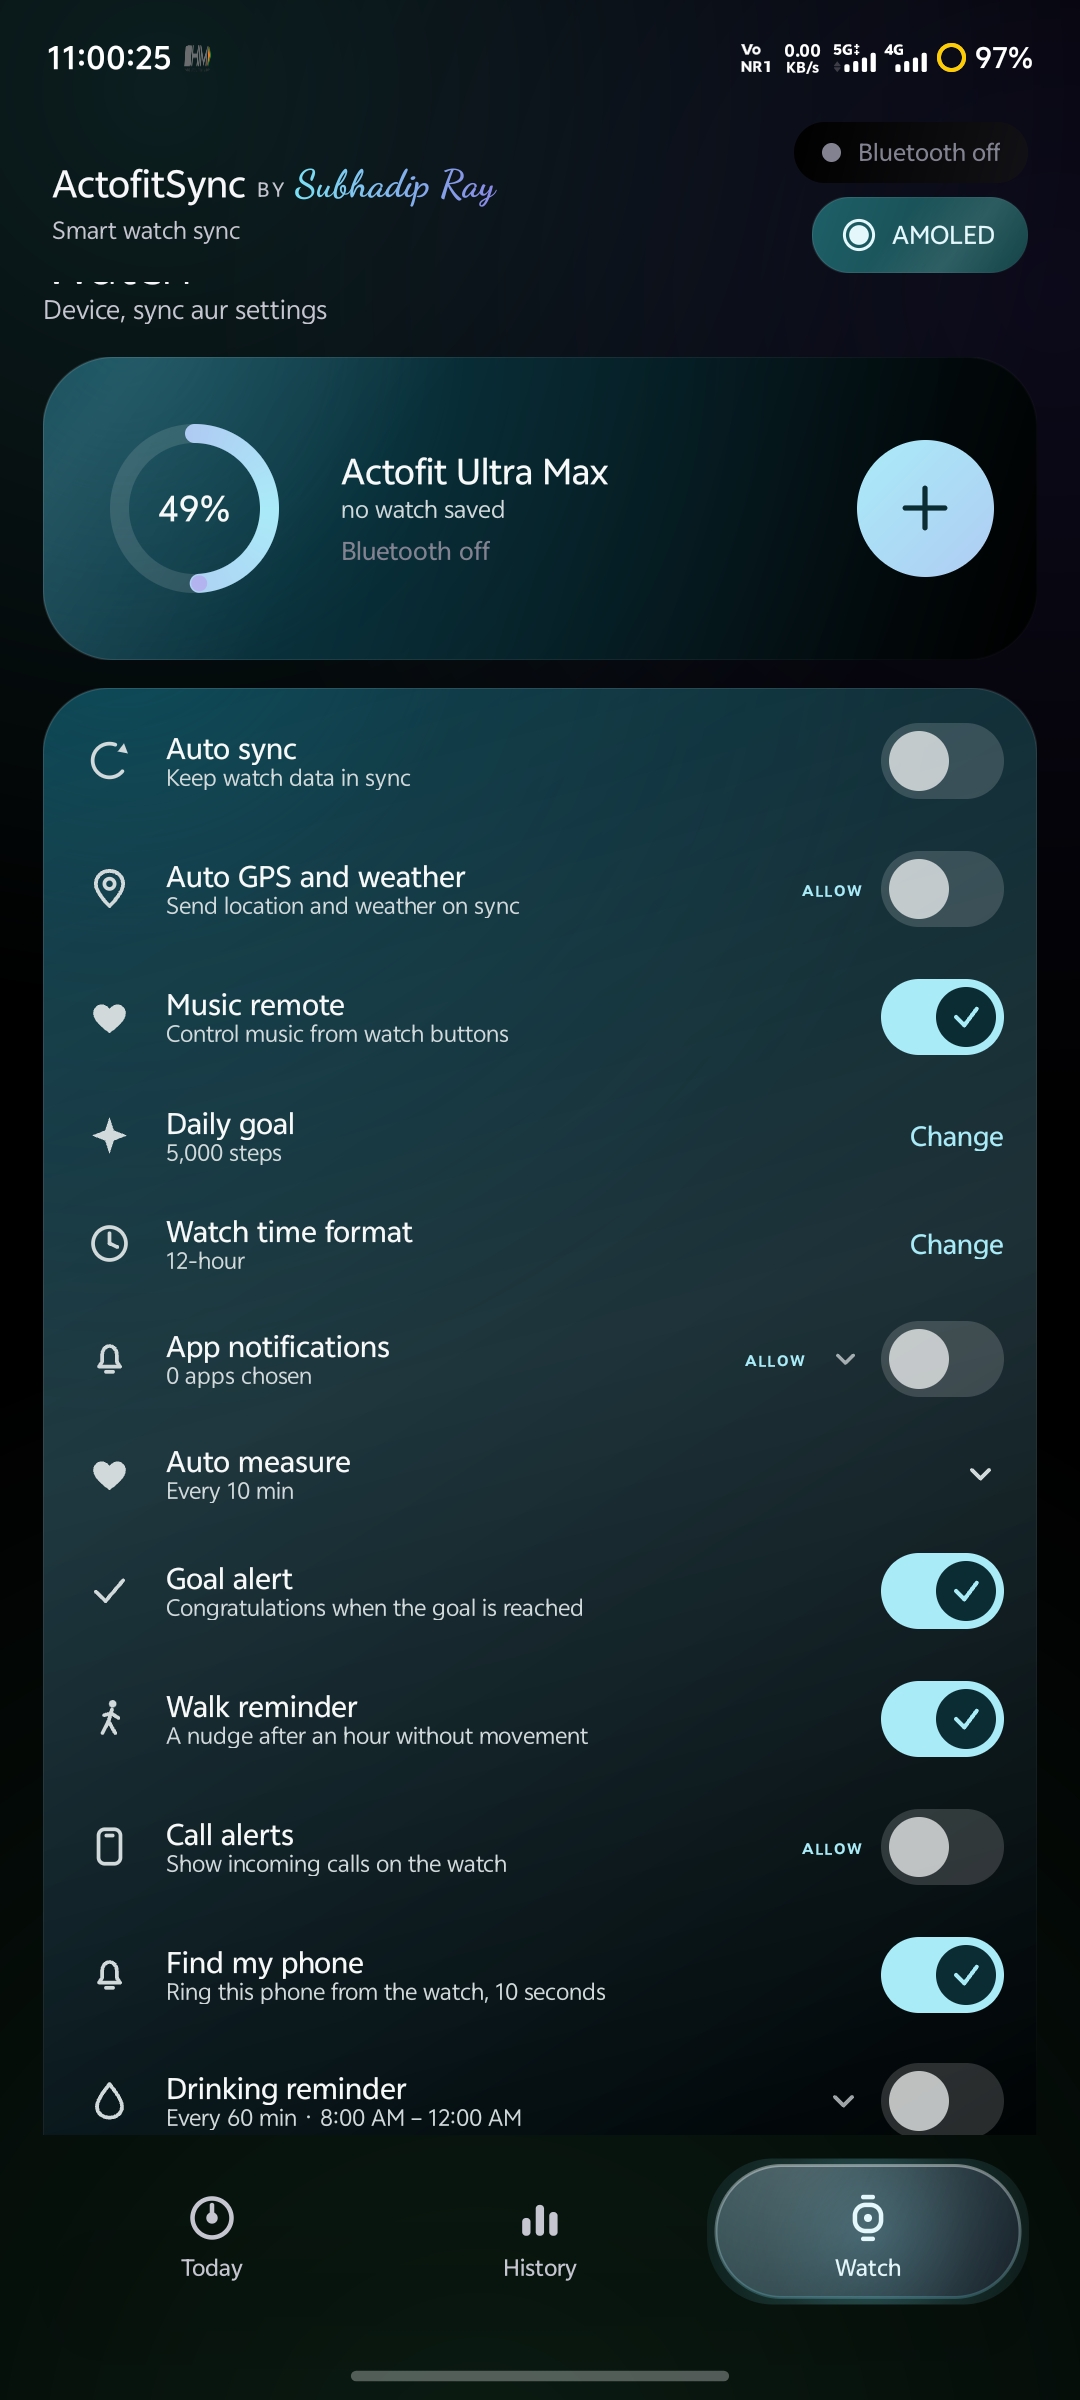 11:00:25
Vo NR1 0.00 KB/s 5G 4G 97%
Bluetooth off
ActofitSync BY Subhadip Ray
Smart watch sync
AMOLED
Watch
Device, sync aur settings
49%
Actofit Ultra Max
no watch saved
Bluetooth off
Auto sync
Keep watch data in sync
Auto GPS and weather
Send location and weather on sync
ALLOW
Music remote
Control music from watch buttons
Daily goal
5,000 steps
Change
Watch time format
12-hour
Change
App notifications
0 apps chosen
ALLOW
Auto measure
Every 10 min
Goal alert
Congratulations when the goal is reached
Walk reminder
A nudge after an hour without movement
Call alerts
Show incoming calls on the watch
ALLOW
Find my phone
Ring this phone from the watch, 10 seconds
Drinking reminder
Every 60 min · 8:00 AM – 12:00 AM
Today
History
Watch